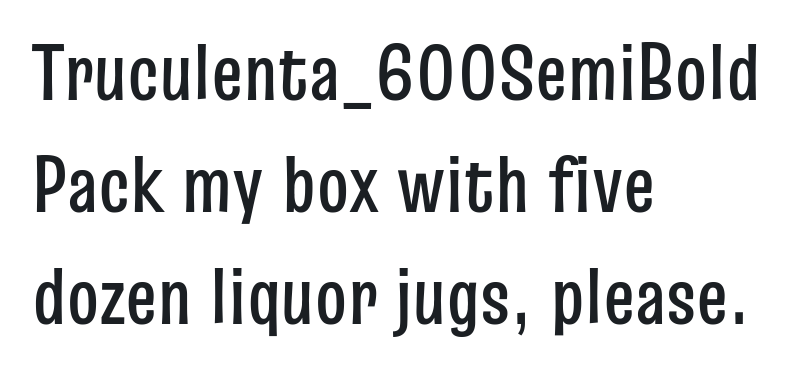 Truculenta_600SemiBold
Pack my box with five
dozen liquor jugs, please.